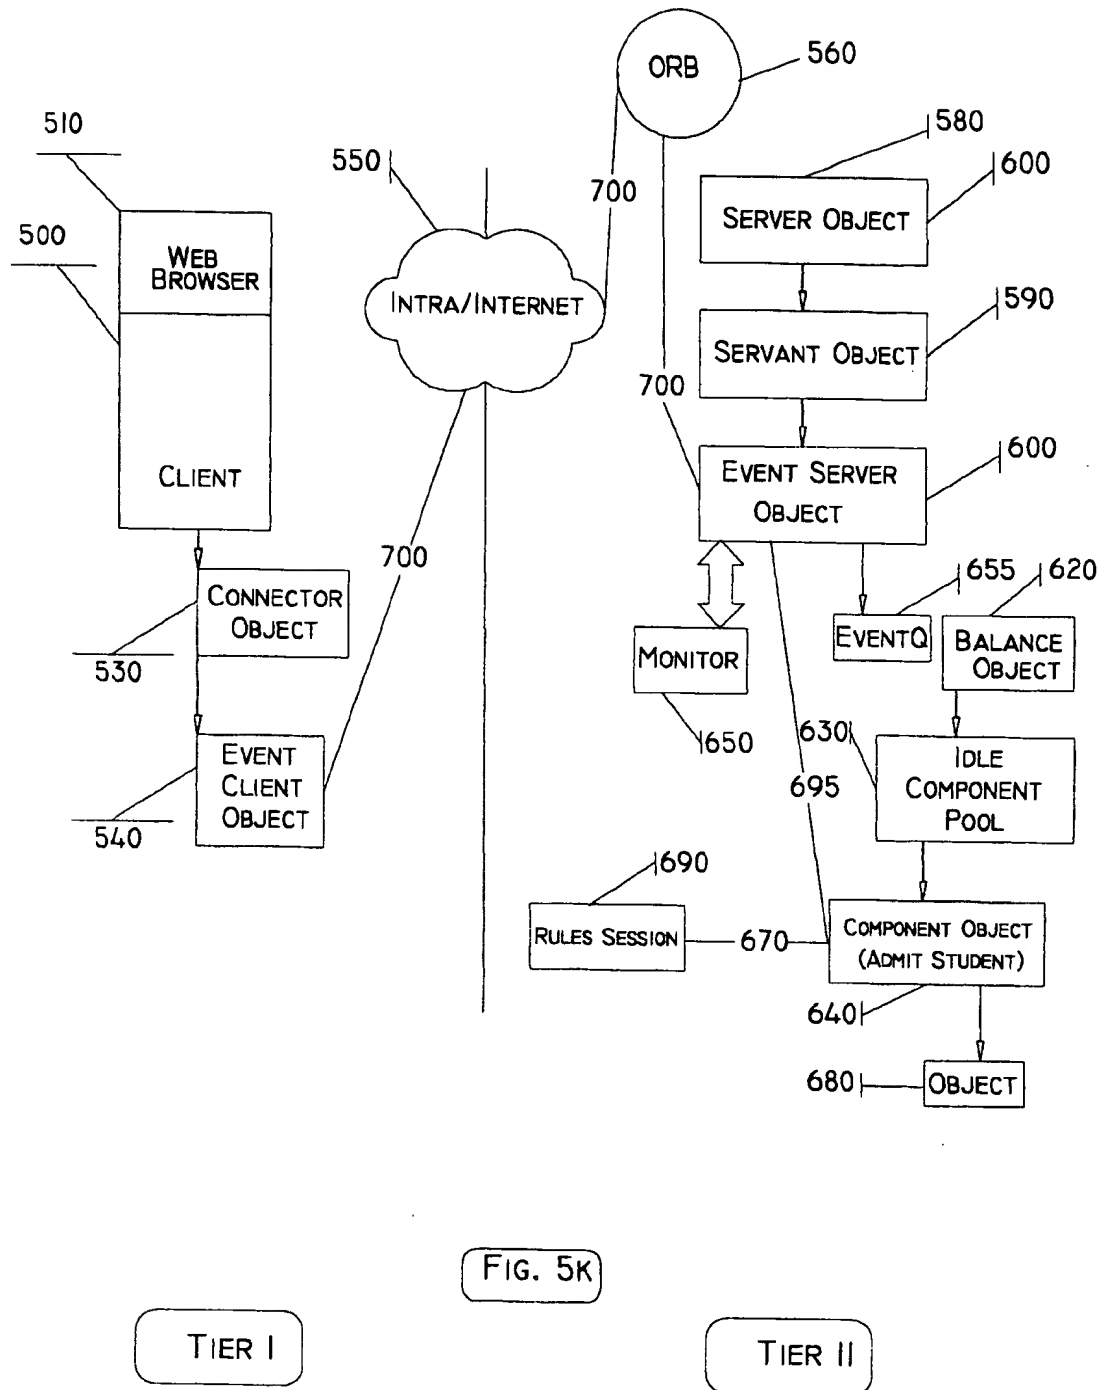 ORB
560
510
580
550
600
700
SERVER OBJECT
500
WEB
BROWSER
INTRA/INTERNET
590
SERVANT OBJECT
700
600
CLIENT
EVENT SERVER
OBJECT
700
CONNECTOR
OBJECT
655
620
EVENTQ
BALANCE
OBJECT
530
MONITOR
650
630
EVENT
CLIENT
OBJECT
IDLE
COMPONENT
POOL
695
540
690
RULES SESSION
670
COMPONENT OBJECT
(ADMIT STUDENT)
640
680
OBJECT
FIG. 5K
TIER I
TIER II